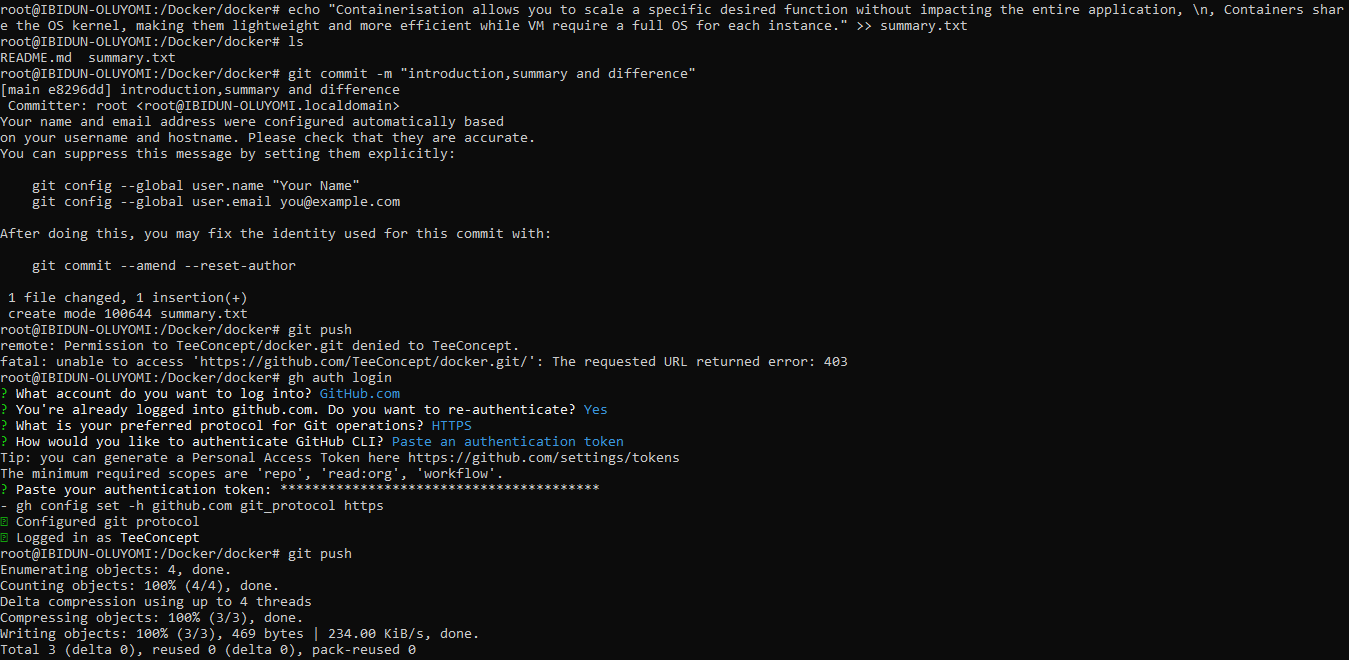 root@IBIDUN-OLUYOMI:/Docker/docker# echo "Containerisation allows you to scale a specific desired function without impacting the entire application, \n, Containers shar
e the OS kernel, making them lightweight and more efficient while VM require a full OS for each instance." >> summary.txt
root@IBIDUN-OLUYOMI:/Docker/docker# ls
README.md  summary.txt
root@IBIDUN-OLUYOMI:/Docker/docker# git commit -m "introduction,summary and difference"
[main e8296dd] introduction,summary and difference
 Committer: root <root@IBIDUN-OLUYOMI.localdomain>
Your name and email address were configured automatically based
on your username and hostname. Please check that they are accurate.
You can suppress this message by setting them explicitly:

    git config --global user.name "Your Name"
    git config --global user.email you@example.com

After doing this, you may fix the identity used for this commit with:

    git commit --amend --reset-author

 1 file changed, 1 insertion(+)
 create mode 100644 summary.txt
root@IBIDUN-OLUYOMI:/Docker/docker# git push
remote: Permission to TeeConcept/docker.git denied to TeeConcept.
fatal: unable to access 'https://github.com/TeeConcept/docker.git/': The requested URL returned error: 403
root@IBIDUN-OLUYOMI:/Docker/docker# gh auth login
? What account do you want to log into? GitHub.com
? You're already logged into github.com. Do you want to re-authenticate? Yes
? What is your preferred protocol for Git operations? HTTPS
? How would you like to authenticate GitHub CLI? Paste an authentication token
Tip: you can generate a Personal Access Token here https://github.com/settings/tokens
The minimum required scopes are 'repo', 'read:org', 'workflow'.
? Paste your authentication token: ****************************************
- gh config set -h github.com git_protocol https
⍰ Configured git protocol
⍰ Logged in as TeeConcept
root@IBIDUN-OLUYOMI:/Docker/docker# git push
Enumerating objects: 4, done.
Counting objects: 100% (4/4), done.
Delta compression using up to 4 threads
Compressing objects: 100% (3/3), done.
Writing objects: 100% (3/3), 469 bytes | 234.00 KiB/s, done.
Total 3 (delta 0), reused 0 (delta 0), pack-reused 0